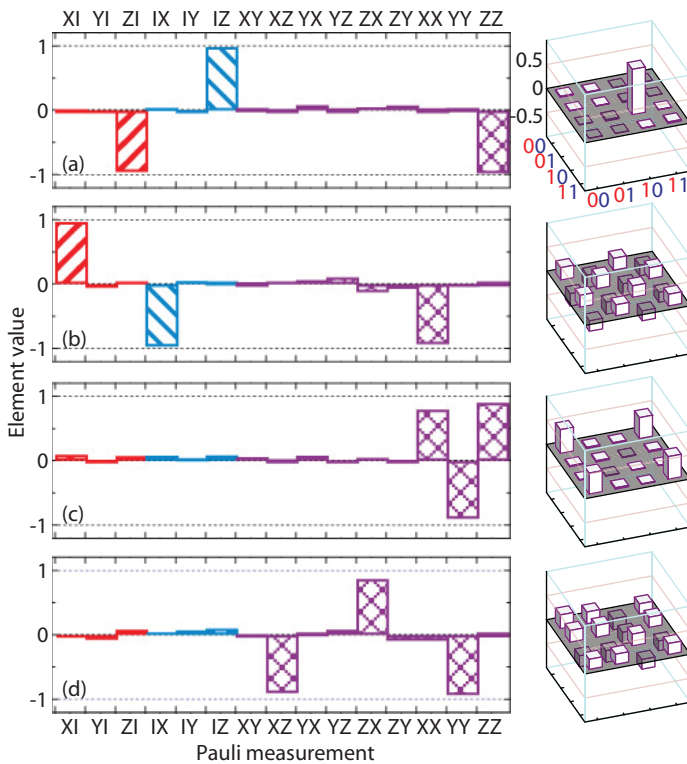 XI YI ZI IX IY IZ XY XZ YX YZ ZX ZY XX YY ZZ
1
0
-1
(a)
0.5
0
-0.5
00
01
10
11
00 01 10 11
1
0
-1
(b)
Element value
1
0
-1
(c)
1
0
-1
(d)
XI YI ZI IX IY IZ XY XZ YX YZ ZX ZY XX YY ZZ
Pauli measurement